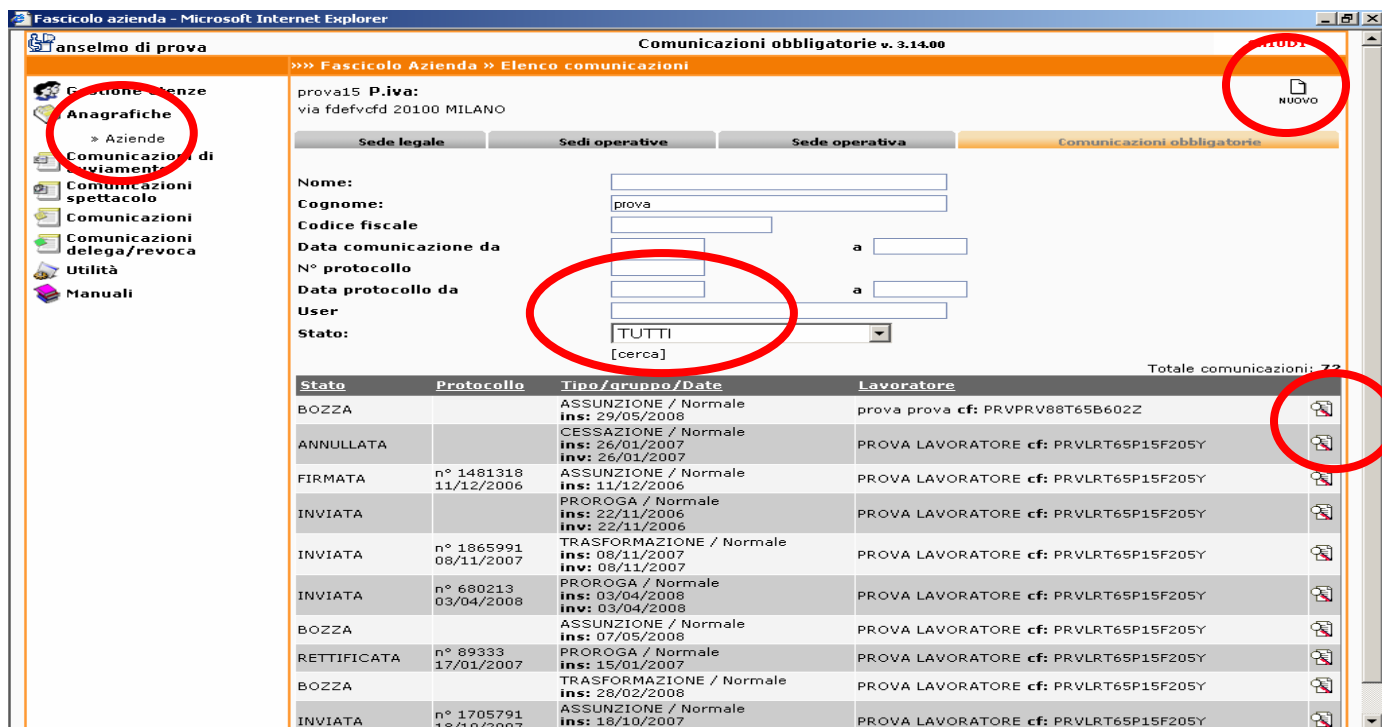 Fascicolo azienda - Microsoft Internet Explorer
anselmo di prova
Comunicazioni obbligatorie v. 3.14.00
»»» Fascicolo Azienda » Elenco comunicazioni
Anagrafiche
» Aziende
Comunicazioni di
Comunicazioni
spettacolo
Comunicazioni
Comunicazioni
delega/revoca
Utilità
Manuali
prova15 P.iva:
via fdefvcfd 20100 MILANO
NUOVO
Sede legale
Sedi operative
Sede operativa
Comunicazioni obbligatorie
Nome:
Cognome: prova
Codice fiscale
Data comunicazione da a
N° protocollo
Data protocollo da a
User
Stato: TUTTI
[cerca]
Totale comunicazioni: 72
Stato Protocollo Tipo/gruppo/Date Lavoratore
BOZZA ASSUNZIONE / Normale prova prova cf: PRVPRV88T65B602Z
ins: 29/05/2008
ANNULLATA CESSAZIONE / Normale PROVA LAVORATORE cf: PRVLRT65P15F205Y
ins: 26/01/2007
inv: 26/01/2007
FIRMATA n° 1481318 ASSUNZIONE / Normale PROVA LAVORATORE cf: PRVLRT65P15F205Y
11/12/2006 ins: 11/12/2006
INVIATA PROROGA / Normale PROVA LAVORATORE cf: PRVLRT65P15F205Y
ins: 22/11/2006
inv: 22/11/2006
INVIATA n° 1865991 TRASFORMAZIONE / Normale PROVA LAVORATORE cf: PRVLRT65P15F205Y
08/11/2007 ins: 08/11/2007
inv: 08/11/2007
INVIATA n° 680213 PROROGA / Normale PROVA LAVORATORE cf: PRVLRT65P15F205Y
03/04/2008 ins: 03/04/2008
inv: 03/04/2008
BOZZA ASSUNZIONE / Normale PROVA LAVORATORE cf: PRVLRT65P15F205Y
ins: 07/05/2008
RETTIFICATA n° 89333 PROROGA / Normale PROVA LAVORATORE cf: PRVLRT65P15F205Y
17/01/2007 ins: 15/01/2007
BOZZA TRASFORMAZIONE / Normale PROVA LAVORATORE cf: PRVLRT65P15F205Y
ins: 28/02/2008
INVIATA n° 1705791 ASSUNZIONE / Normale PROVA LAVORATORE cf: PRVLRT65P15F205Y
18/10/2007 ins: 18/10/2007